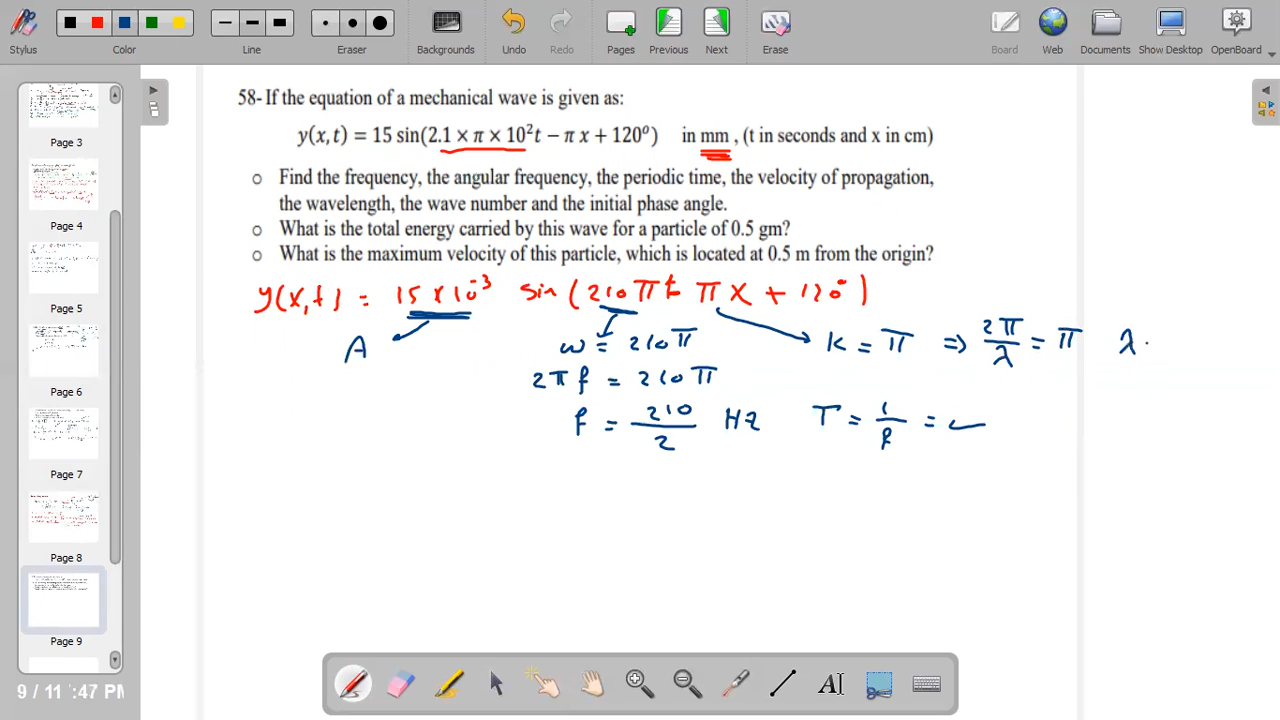 Stylus
Color
Line
Eraser
Backgrounds
Undo
Redo
Pages
Previous
Next
Erase
Board
Web
Documents
Show Desktop
OpenBoard
Page 3
Page 4
Page 5
Page 6
Page 7
Page 8
Page 9
9 / 11
:47 PM
58- If the equation of a mechanical wave is given as:
y(x, t) = 15 sin(2.1 × π × 10²t − π x + 120⁰) in mm , (t in seconds and x in cm)
o Find the frequency, the angular frequency, the periodic time, the velocity of propagation,
the wavelength, the wave number and the initial phase angle.
o What is the total energy carried by this wave for a particle of 0.5 gm?
o What is the maximum velocity of this particle, which is located at 0.5 m from the origin?
y(x,t) = 15 x 10⁻³ sin ( 210 π t - π x + 120° )
A
ω = 210 π
k = π ⇒ 2π/λ = π λ
2π f = 210 π
f = 210/2 Hz T = 1/f =